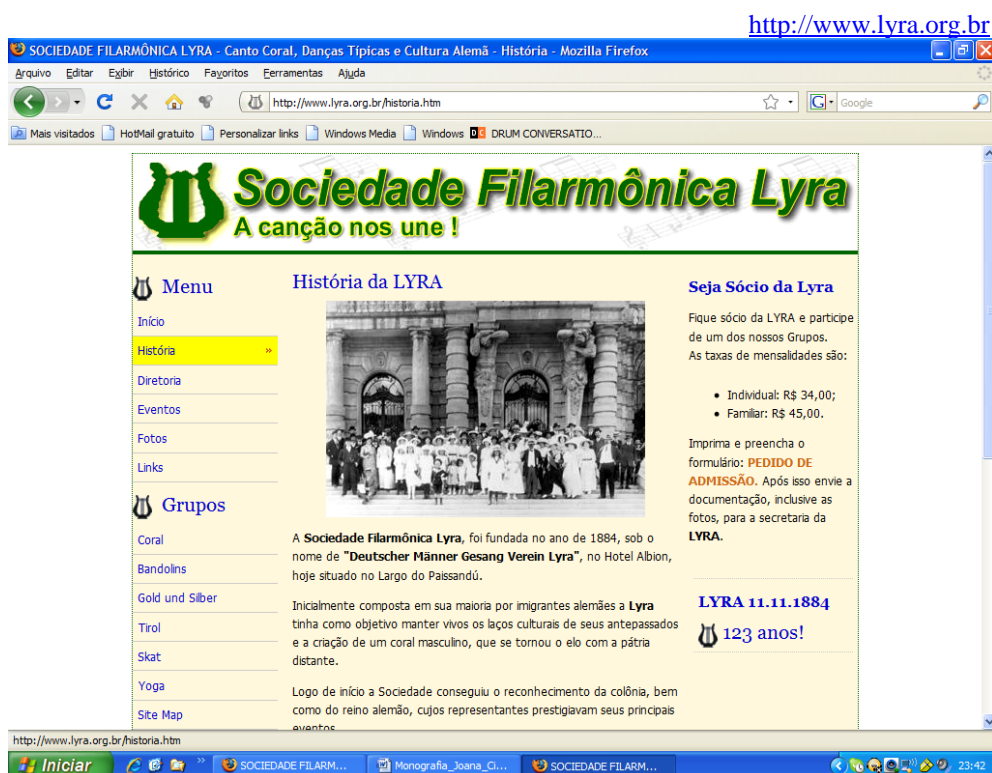 http://www.lyra.org.br
SOCIEDADE FILARMÔNICA LYRA - Canto Coral, Danças Típicas e Cultura Alemã - História - Mozilla Firefox
Arquivo Editar Exibir Histórico Favoritos Ferramentas Ajuda
http://www.lyra.org.br/historia.htm
G Google
Mais visitados HotMail gratuito Personalizar links Windows Media Windows DC DRUM CONVERSATIO...
Sociedade Filarmônica Lyra
A canção nos une !
Menu
Início
História »
Diretoria
Eventos
Fotos
Links
Grupos
Coral
Bandolins
Gold und Silber
Tirol
Skat
Yoga
Site Map
História da LYRA
A Sociedade Filarmônica Lyra, foi fundada no ano de 1884, sob o
nome de "Deutscher Männer Gesang Verein Lyra", no Hotel Albion,
hoje situado no Largo do Paissandú.
Inicialmente composta em sua maioria por imigrantes alemães a Lyra
tinha como objetivo manter vivos os laços culturais de seus antepassados
e a criação de um coral masculino, que se tornou o elo com a pátria
distante.
Logo de início a Sociedade conseguiu o reconhecimento da colônia, bem
como do reino alemão, cujos representantes prestigiavam seus principais
eventos
Seja Sócio da Lyra
Fique sócio da LYRA e participe
de um dos nossos Grupos.
As taxas de mensalidades são:
• Individual: R$ 34,00;
• Familiar: R$ 45,00.
Imprima e preencha o
formulário: PEDIDO DE
ADMISSÃO. Após isso envie a
documentação, inclusive as
fotos, para a secretaria da
LYRA.
LYRA 11.11.1884
123 anos!
http://www.lyra.org.br/historia.htm
Iniciar » SOCIEDADE FILARM... Monografia_Joana_Ci... SOCIEDADE FILARM... 23:42